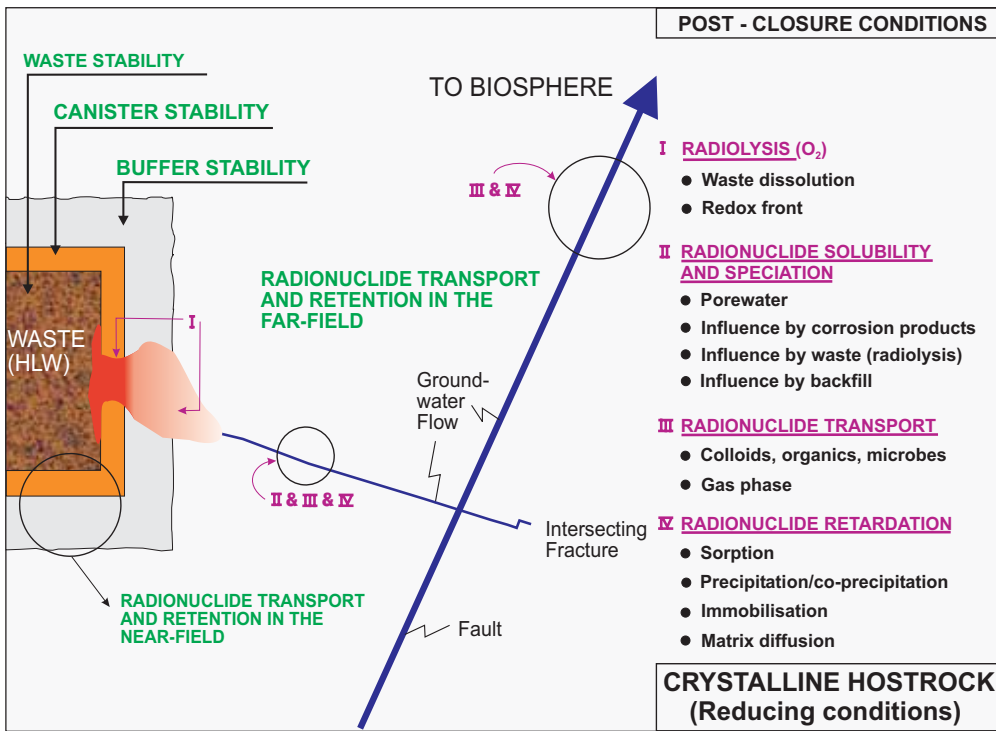 POST - CLOSURE CONDITIONS
WASTE STABILITY
CANISTER STABILITY
BUFFER STABILITY
TO BIOSPHERE
III & IV
RADIONUCLIDE TRANSPORT
AND RETENTION IN THE
FAR-FIELD
I
WASTE
(HLW)
Ground-
water
Flow
II & III & IV
Intersecting
Fracture
RADIONUCLIDE TRANSPORT
AND RETENTION IN THE
NEAR-FIELD
Fault
I RADIOLYSIS (O₂)
● Waste dissolution
● Redox front
II RADIONUCLIDE SOLUBILITY
AND SPECIATION
● Porewater
● Influence by corrosion products
● Influence by waste (radiolysis)
● Influence by backfill
III RADIONUCLIDE TRANSPORT
● Colloids, organics, microbes
● Gas phase
IV RADIONUCLIDE RETARDATION
● Sorption
● Precipitation/co-precipitation
● Immobilisation
● Matrix diffusion
CRYSTALLINE HOSTROCK
(Reducing conditions)